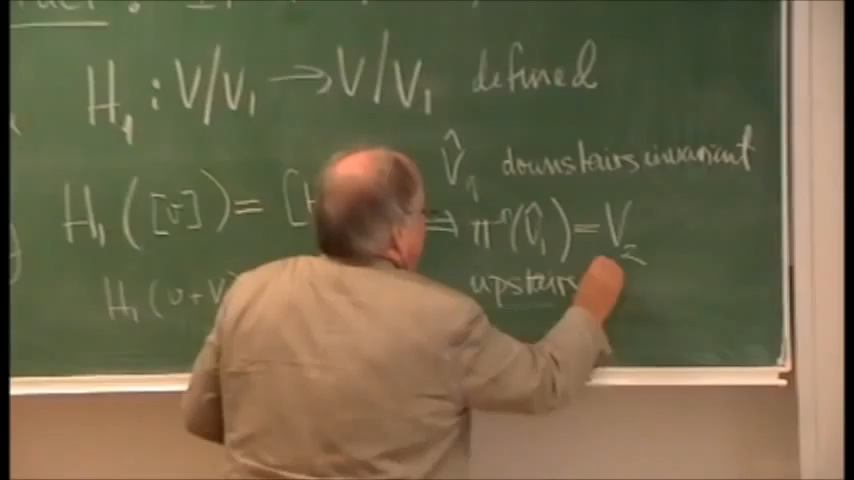 H₁ : V/V₁ → V/V₁ defined
V̂₁ downstairs invariant
H₁([v]) = [H ⇒ π⁻¹(V̂₁) = V₂
H₁(v+V upstairs